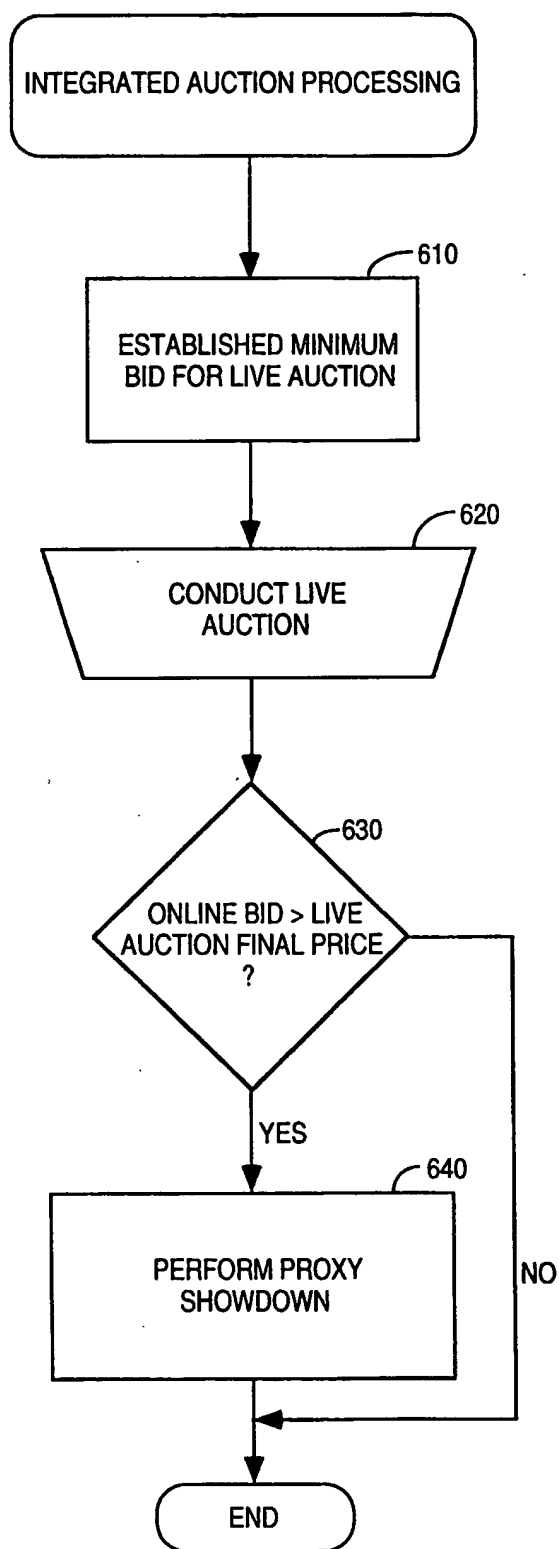 INTEGRATED AUCTION PROCESSING
610
ESTABLISHED MINIMUM
BID FOR LIVE AUCTION
620
CONDUCT LIVE
AUCTION
630
ONLINE BID > LIVE
AUCTION FINAL PRICE
?
YES
640
PERFORM PROXY
SHOWDOWN
NO
END